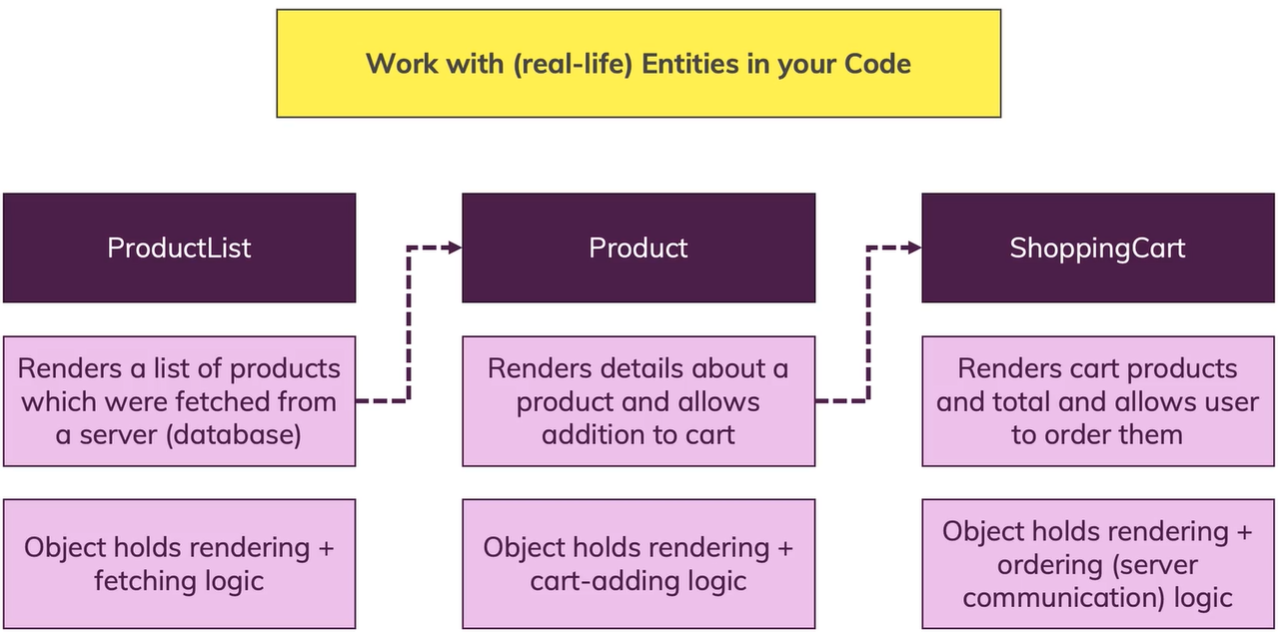 Work with (real-life) Entities in your Code
ProductList
Renders a list of products
which were fetched from
a server (database)
Object holds rendering +
fetching logic
Product
Renders details about a
product and allows
addition to cart
Object holds rendering +
cart-adding logic
ShoppingCart
Renders cart products
and total and allows user
to order them
Object holds rendering +
ordering (server
communication) logic